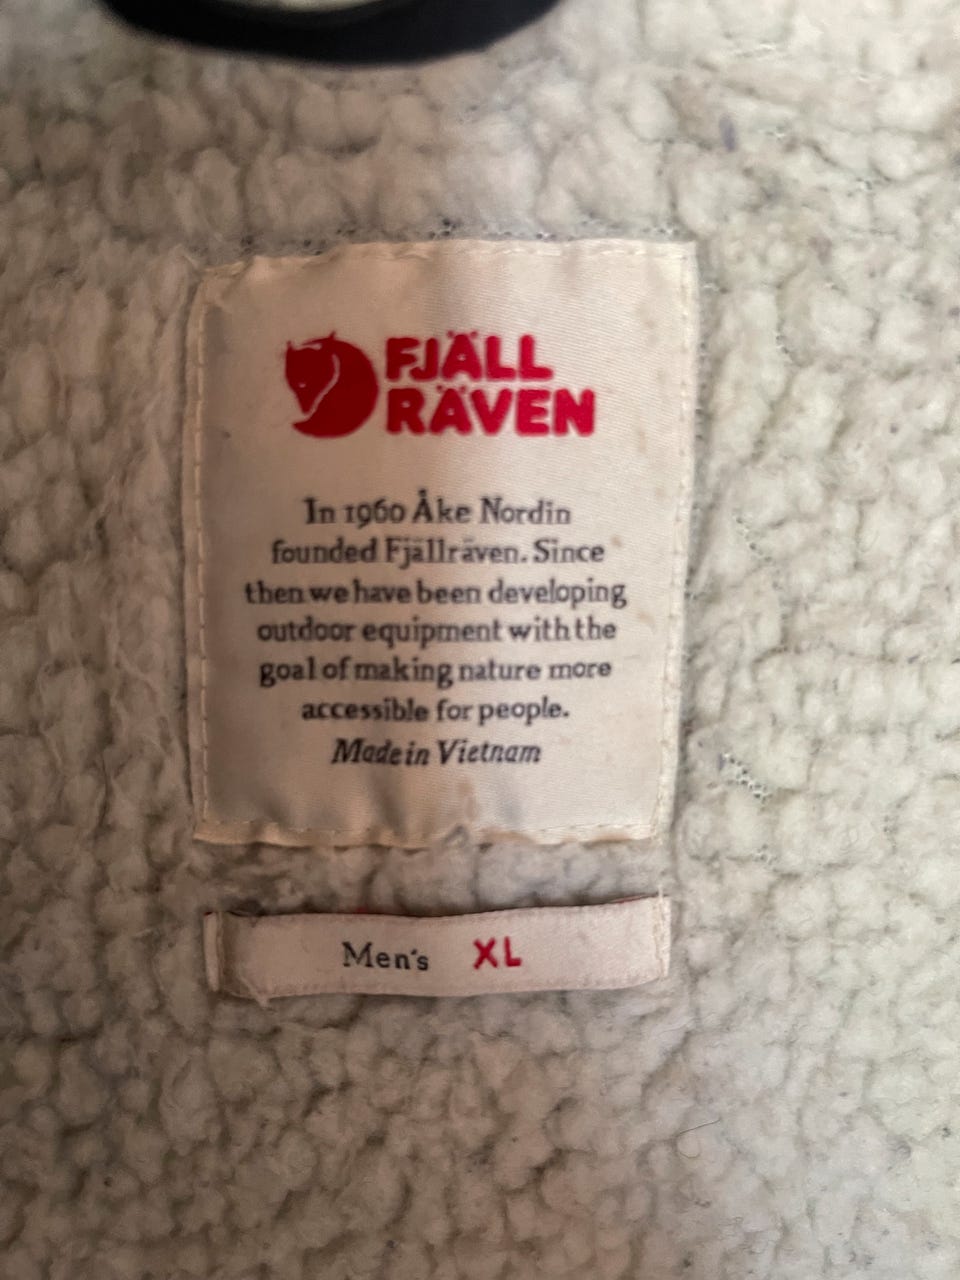 FJÄLL
RÄVEN
In 1960 Åke Nordin
founded Fjällräven. Since
then we have been developing
outdoor equipment with the
goal of making nature more
accessible for people.
Made in Vietnam
Men's XL